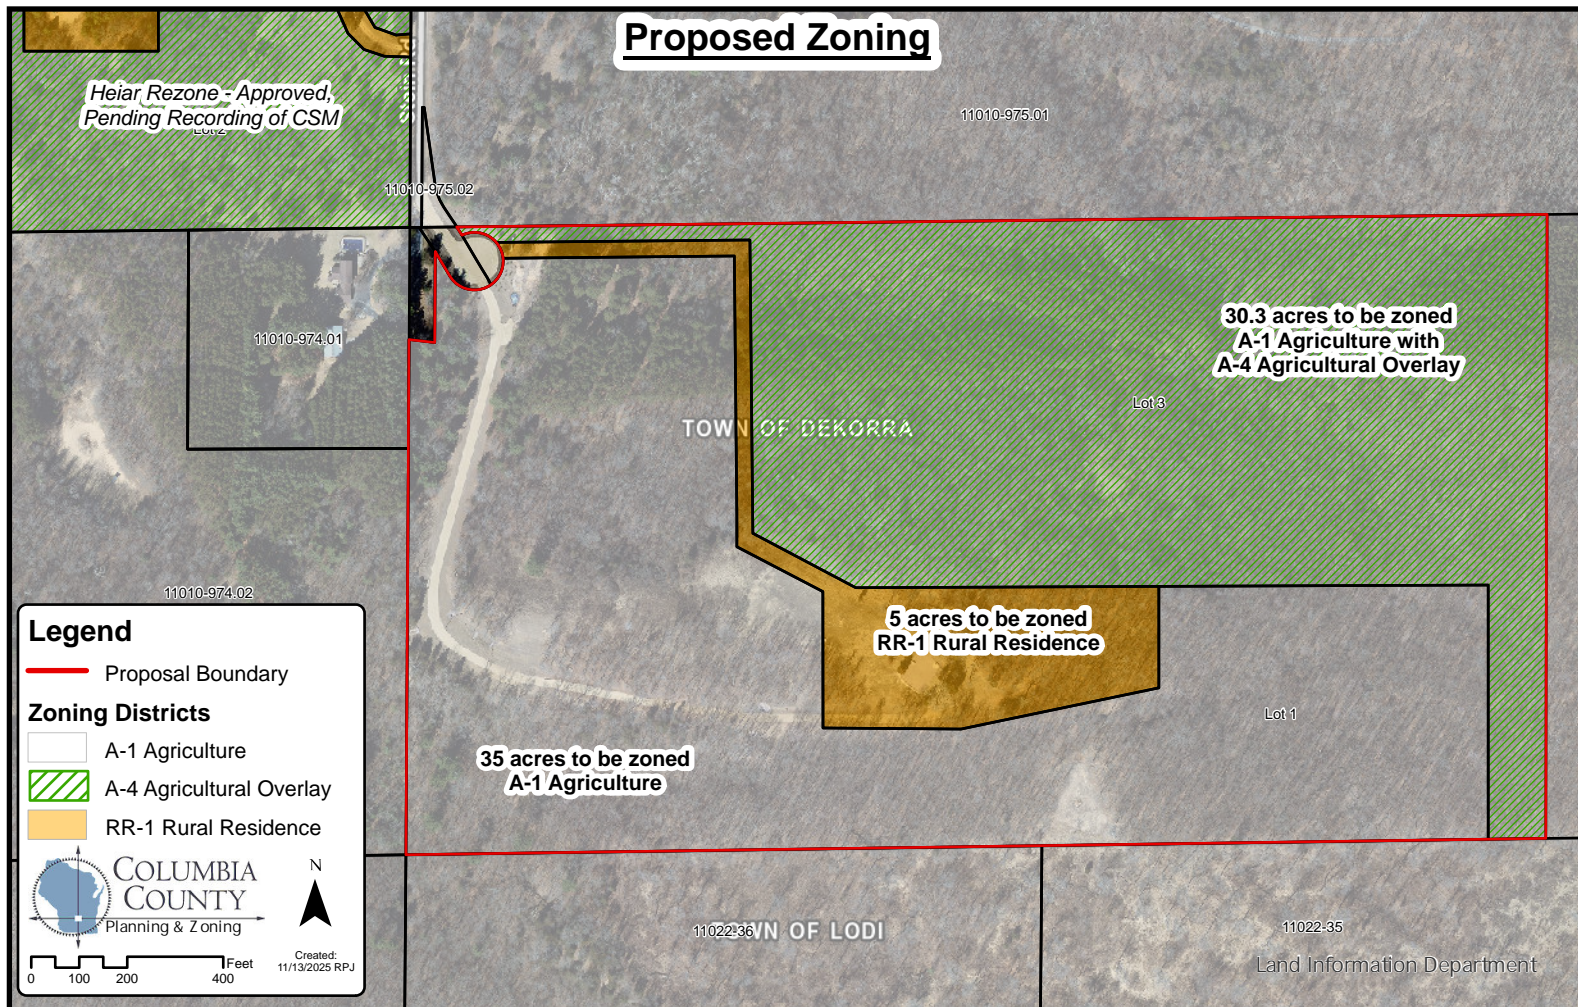 Proposed Zoning
Heiar Rezone - Approved,
Pending Recording of CSM
Lot 2
11010-975.01
11010-975.02
11010-974.01
30.3 acres to be zoned
A-1 Agriculture with
A-4 Agricultural Overlay
Lot 3
TOWN OF DEKORRA
11010-974.02
5 acres to be zoned
RR-1 Rural Residence
Lot 1
35 acres to be zoned
A-1 Agriculture
Legend
Proposal Boundary
Zoning Districts
A-1 Agriculture
A-4 Agricultural Overlay
RR-1 Rural Residence
COLUMBIA
COUNTY
Planning & Zoning
N
Created:
11/13/2025 RPJ
Feet
0 100 200 400
11022-36
TOWN OF LODI
11022-35
Land Information Department